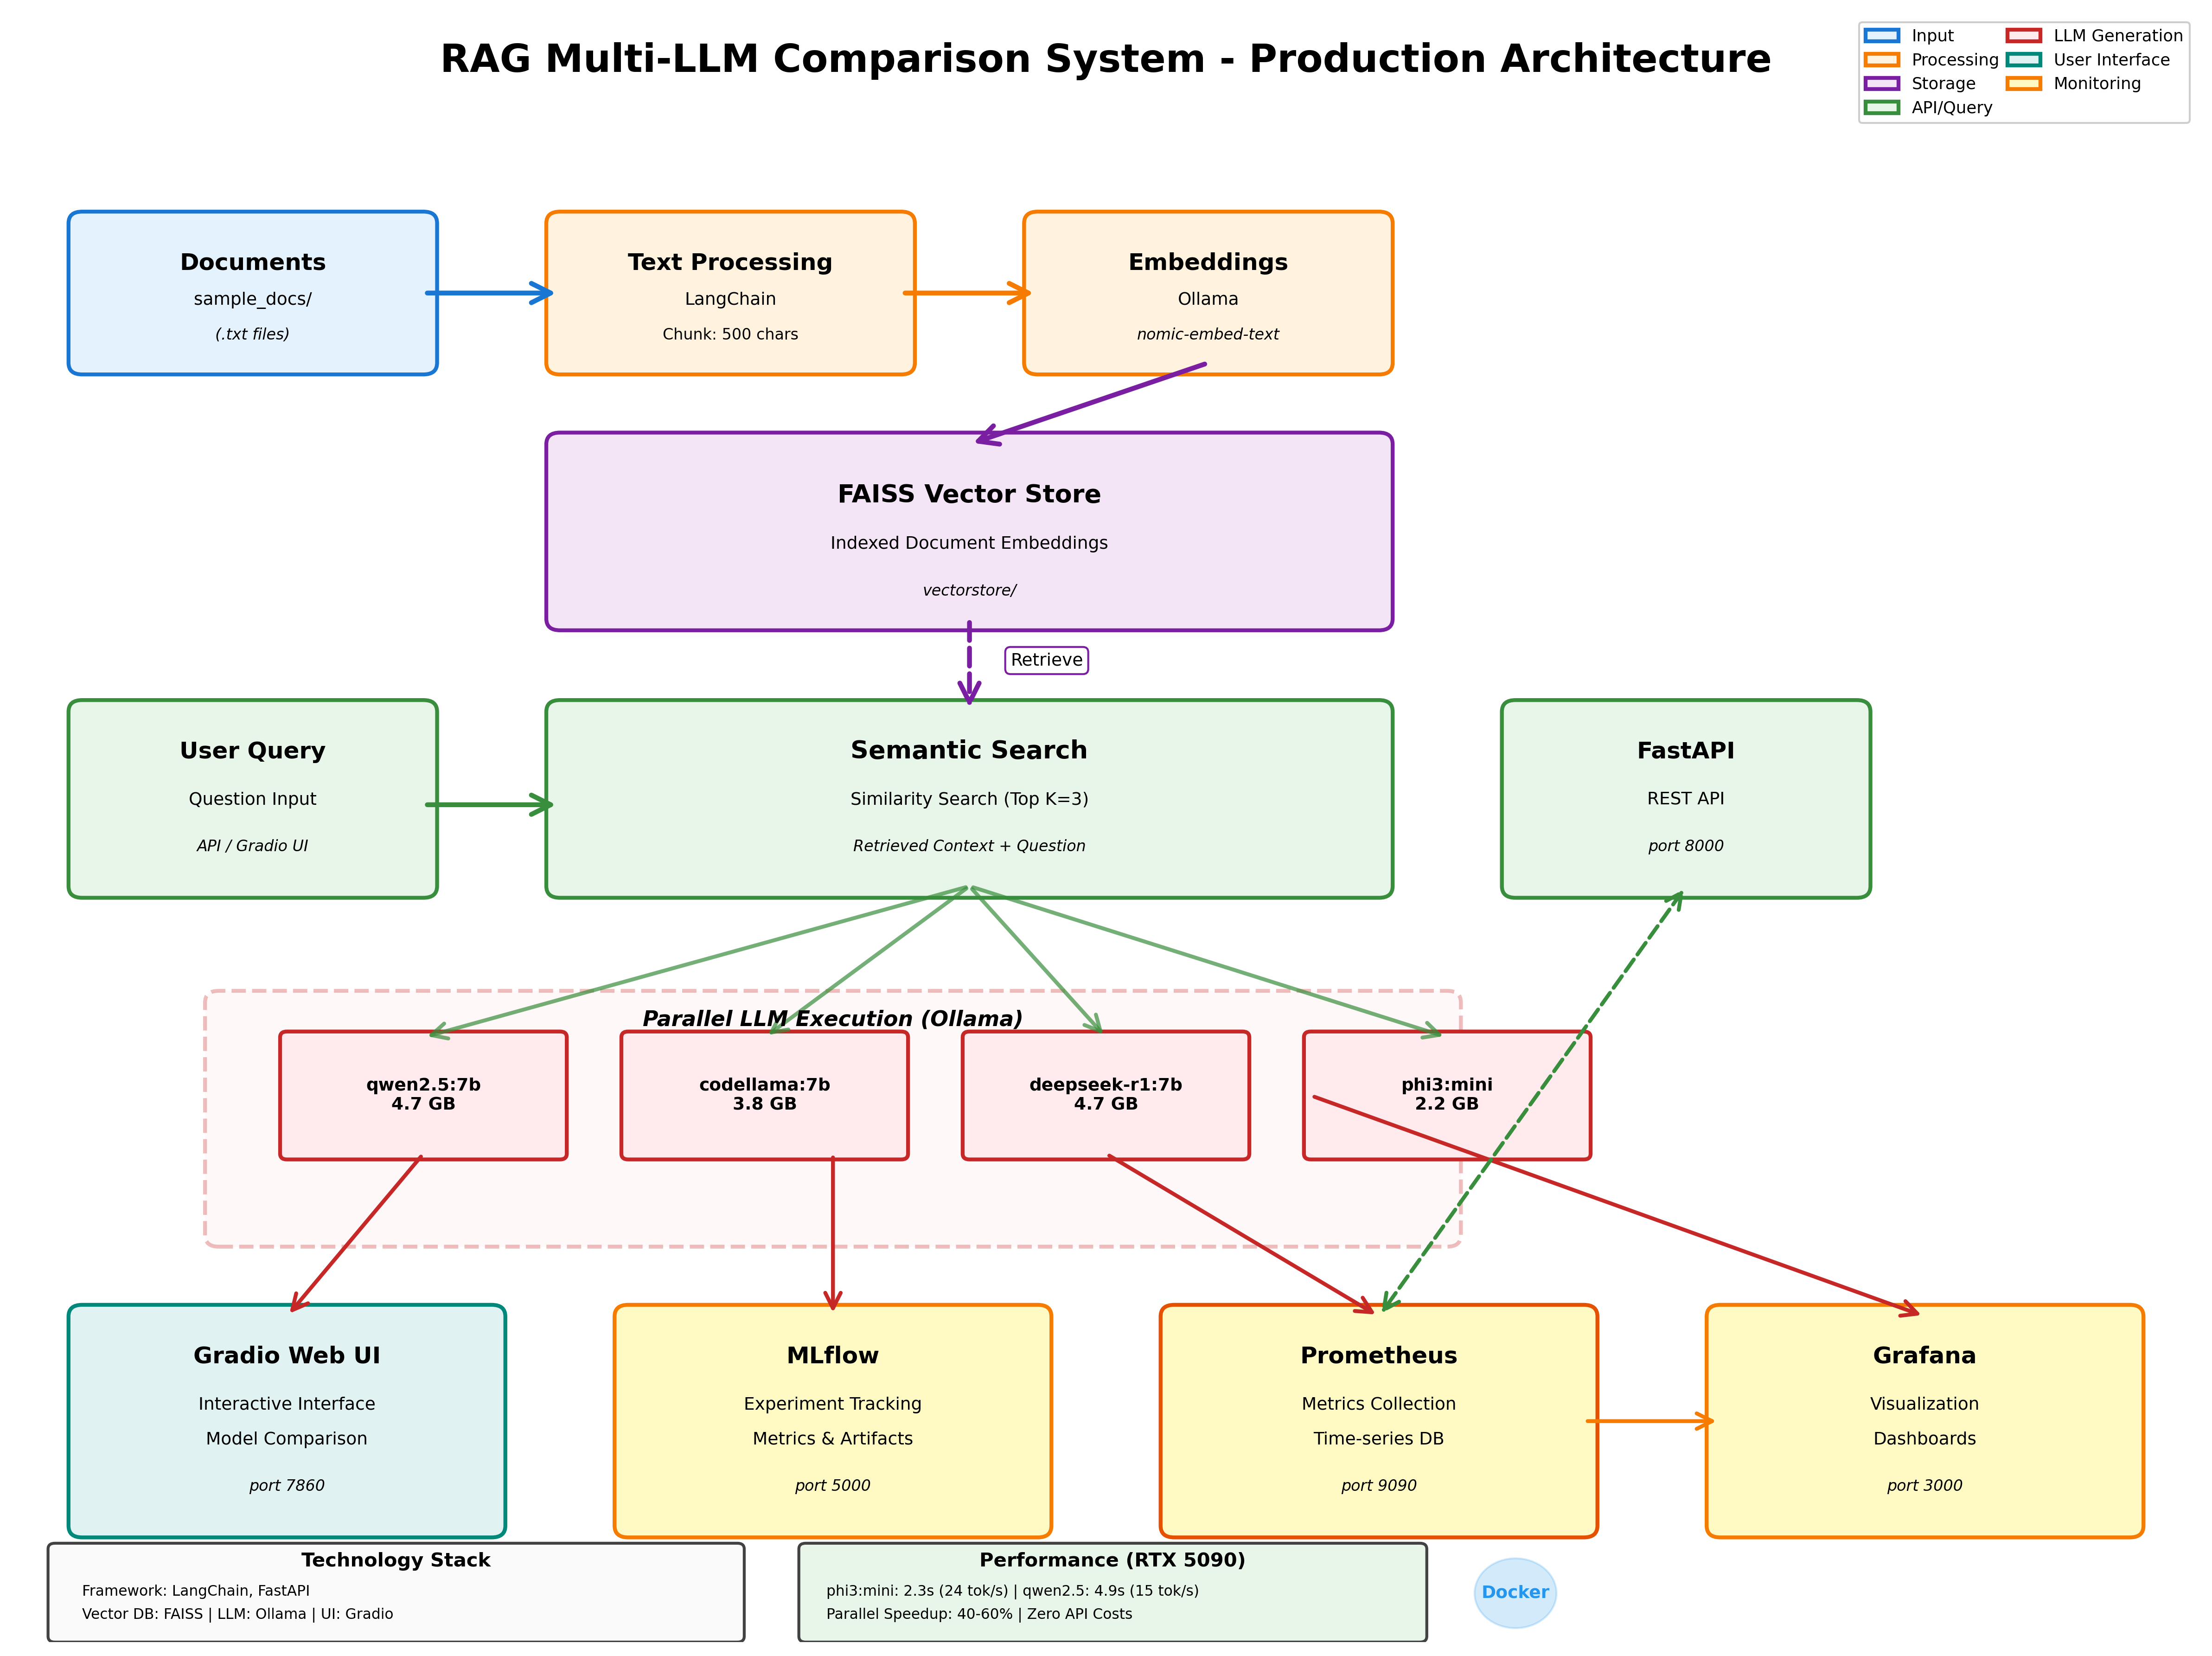 RAG Multi-LLM Comparison System - Production Architecture
Input
Processing
Storage
API/Query
LLM Generation
User Interface
Monitoring
Documents
sample_docs/
(.txt files)
Text Processing
LangChain
Chunk: 500 chars
Embeddings
Ollama
nomic-embed-text
FAISS Vector Store
Indexed Document Embeddings
vectorstore/
Retrieve
User Query
Question Input
API / Gradio UI
Semantic Search
Similarity Search (Top K=3)
Retrieved Context + Question
FastAPI
REST API
port 8000
Parallel LLM Execution (Ollama)
qwen2.5:7b
4.7 GB
codellama:7b
3.8 GB
deepseek-r1:7b
4.7 GB
phi3:mini
2.2 GB
Gradio Web UI
Interactive Interface
Model Comparison
port 7860
MLflow
Experiment Tracking
Metrics & Artifacts
port 5000
Prometheus
Metrics Collection
Time-series DB
port 9090
Grafana
Visualization
Dashboards
port 3000
Technology Stack
Framework: LangChain, FastAPI
Vector DB: FAISS | LLM: Ollama | UI: Gradio
Performance (RTX 5090)
phi3:mini: 2.3s (24 tok/s) | qwen2.5: 4.9s (15 tok/s)
Parallel Speedup: 40-60% | Zero API Costs
Docker